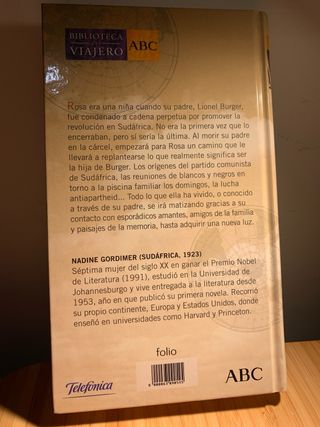 BIBLIOTECA
de
VIAJERO
ABC
Rosa era una niña cuando su padre, Lionel Burger,
fue condenado a cadena perpetua por promover la
revolución en Sudáfrica. No era la primera vez que lo
encerraban, pero sí sería la última. Al morir su padre
en la cárcel, empezará para Rosa un camino que le
llevará a replantearse lo que realmente significa ser
la hija de Burger. Los orígenes del partido comunista
de Sudáfrica, las reuniones de blancos y negros en
torno a la piscina familiar los domingos, la lucha
antiapartheid... Todo lo que ella ha vivido, o conocido
a través de su padre, se irá matizando gracias a su
contacto con esporádicos amantes, amigos de la familia
y paisajes de la memoria, hasta adquirir una nueva luz.
NADINE GORDIMER (SUDÁFRICA, 1923)
Séptima mujer del siglo XX en ganar el Premio Nobel
de Literatura (1991), estudió en la Universidad de
Johannesburgo y vive entregada a la literatura desde
1953, año en que publicó su primera novela. Recorrió
su propio continente, Europa y Estados Unidos, donde
enseñó en universidades como Harvard y Princeton.
folio
Telefónica
ABC